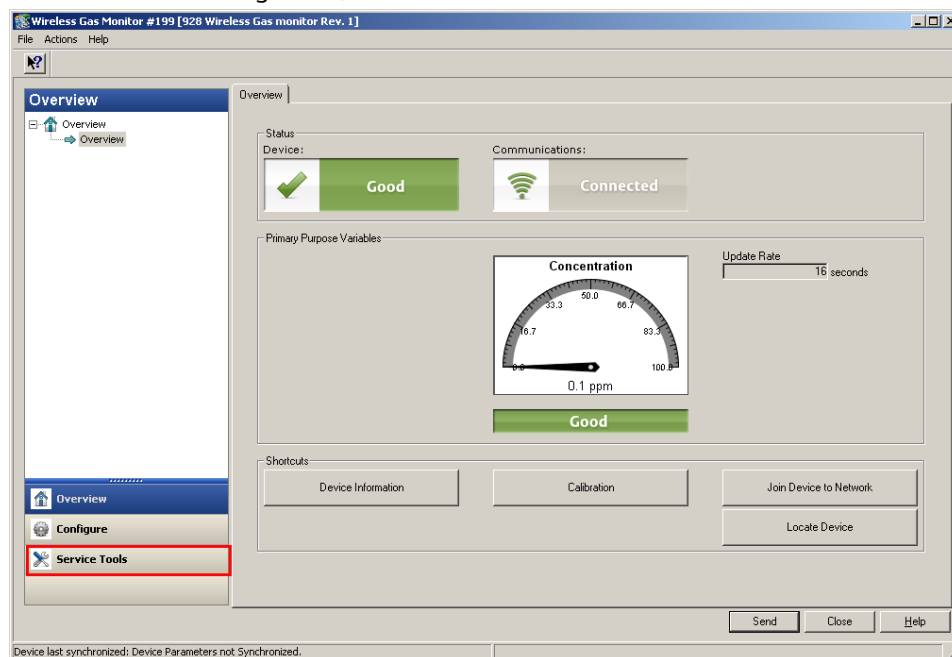 Wireless Gas Monitor #199 [928 Wireless Gas monitor Rev. 1]
File Actions Help
Overview
Overview
Overview
Overview
Status
Device:
Good
Communications:
Connected
Primary Purpose Variables
Concentration
0.0
16.7
33.3
50.0
66.7
83.3
100.0
0.1 ppm
Good
Update Rate
16 seconds
Shortcuts
Device Information
Calibration
Join Device to Network
Locate Device
Overview
Configure
Service Tools
Send
Close
Help
Device last synchronized: Device Parameters not Synchronized.